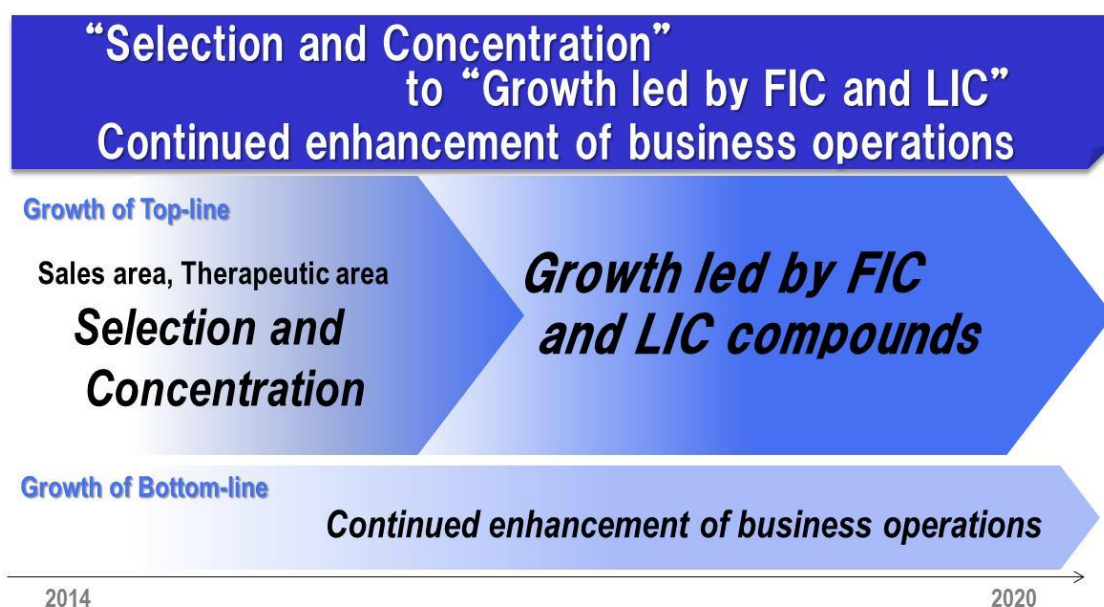 “Selection and Concentration”
to “Growth led by FIC and LIC”
Continued enhancement of business operations
Growth of Top-line
Sales area, Therapeutic area
Selection and
Concentration
Growth led by FIC
and LIC compounds
Growth of Bottom-line
Continued enhancement of business operations
2014
2020